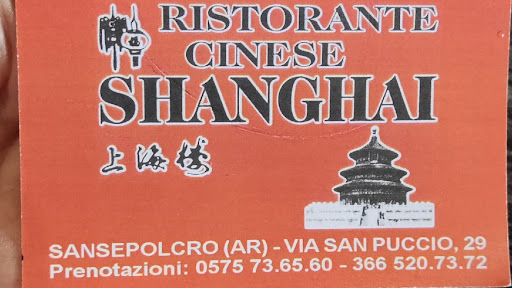 RISTORANTE
CINESE
SHANGHAI
上海楼
SANSEPOLCRO (AR) - VIA SAN PUCCIO, 29
Prenotazioni: 0575 73.65.60 - 366 520.73.72